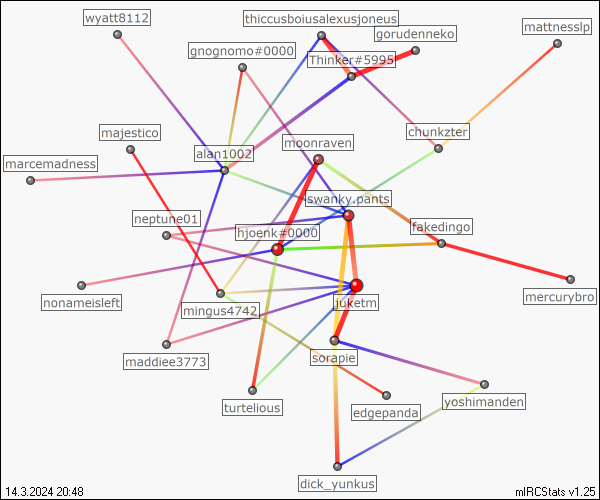 wyatt8112
thiccusboiusalexusjoneus
gorudenneko
mattnesslp
gnognomo#0000
Thinker#5995
majestico
moonraven
chunkzter
alan1002
marcemadness
swanky.pants
neptune01
hjoenk#0000
fakedingo
nonameisleft
mingus4742
juketm
mercurybro
maddiee3773
sorapie
turtelious
edgepanda
yoshimanden
dick_yunkus
14.3.2024 20:48
mIRCStats v1.25